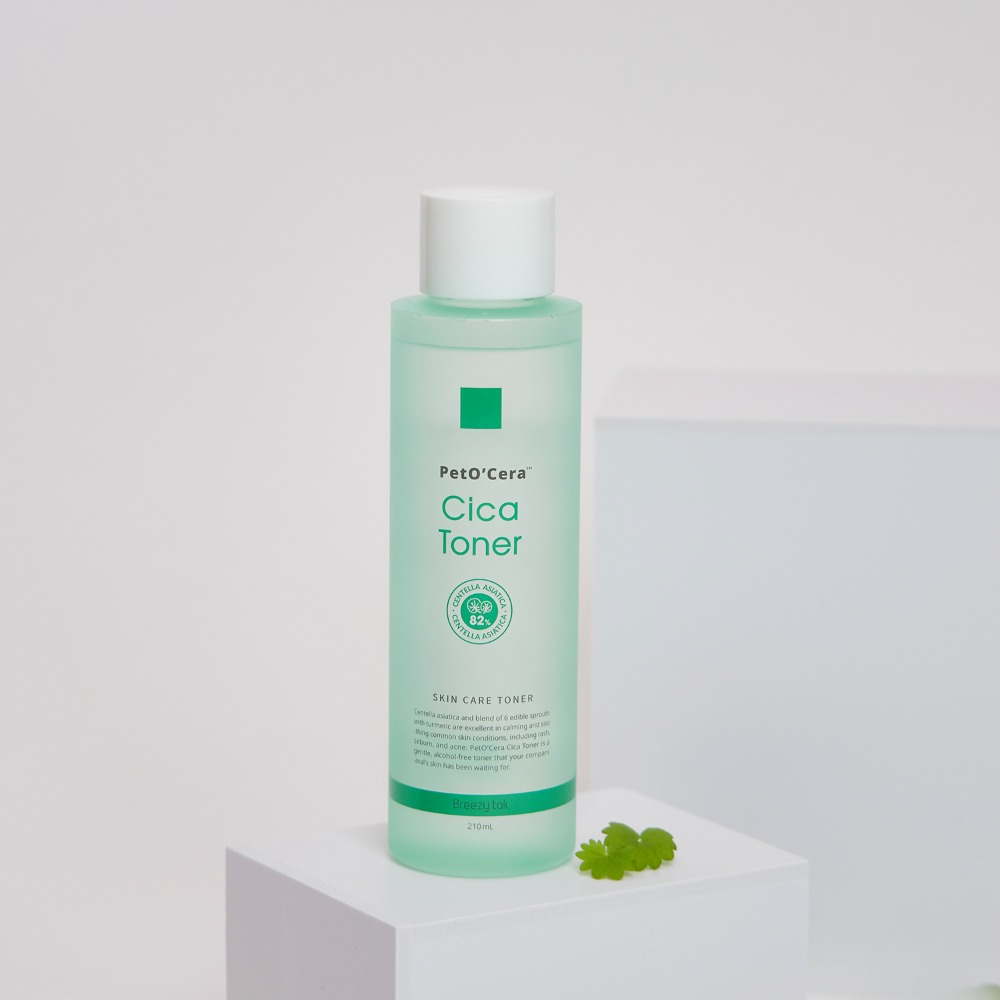 PetO'Cera™
Cica
Toner
CENTELLA ASIATICA
82%
CENTELLA ASIATICA
SKIN CARE TONER
Centella asiatica and blend of 6 edible sprouts
with turmeric are excellent in calming and soo
-thing common skin conditions, including rash,
sebum, and acne. PetO'Cera Cica Toner is a
gentle, alcohol-free toner that your compani
-mal's skin has been waiting for.
Breezy tail
210mL